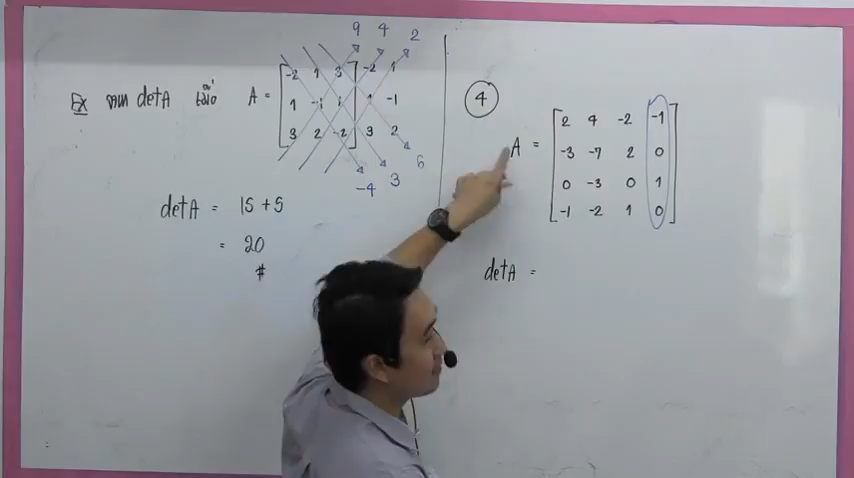 9 4 2
Ex จงหา detA เมื่อ A =
-2 1 3 -2 1
1 -1 1 1 -1
3 2 -2 3 2
-4 3 6
detA = 15 + 5
= 20
#
4
A =
2 4 -2 -1
-3 -7 2 0
0 -3 0 1
-1 -2 1 0
detA =